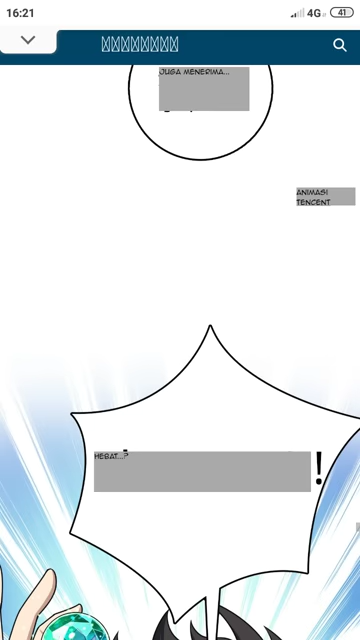 16:21
4G
41
JUGA MENERIMA...
ANIMASI
TENCENT
HEBAT...?
!